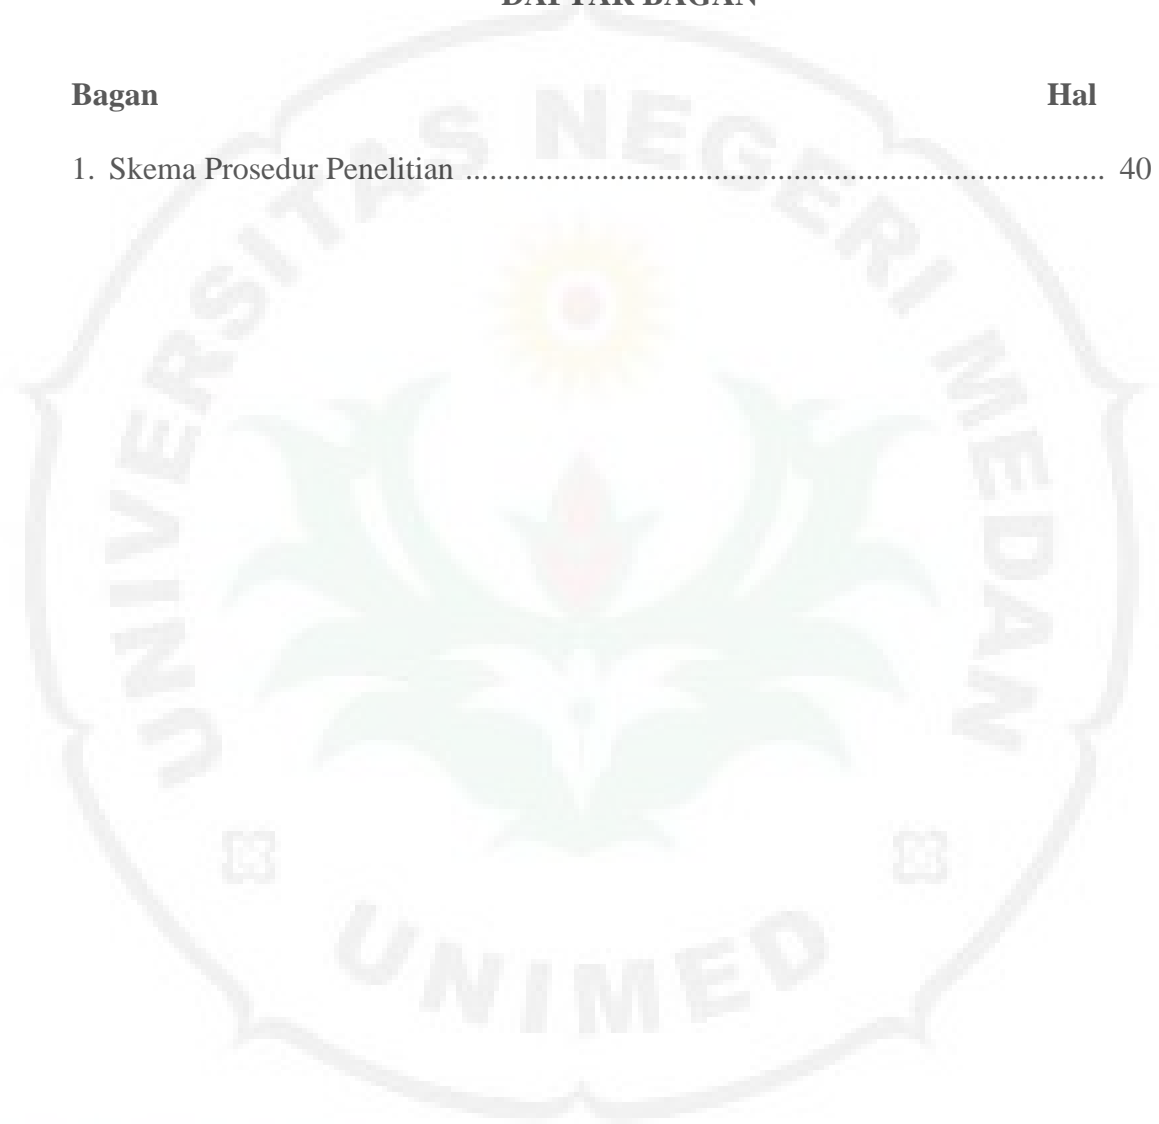 DAFTAR BAGAN
Bagan Hal
1. Skema Prosedur Penelitian ............................................................................... 40
UNIVERSITAS NEGERI MEDAN
UNIMED